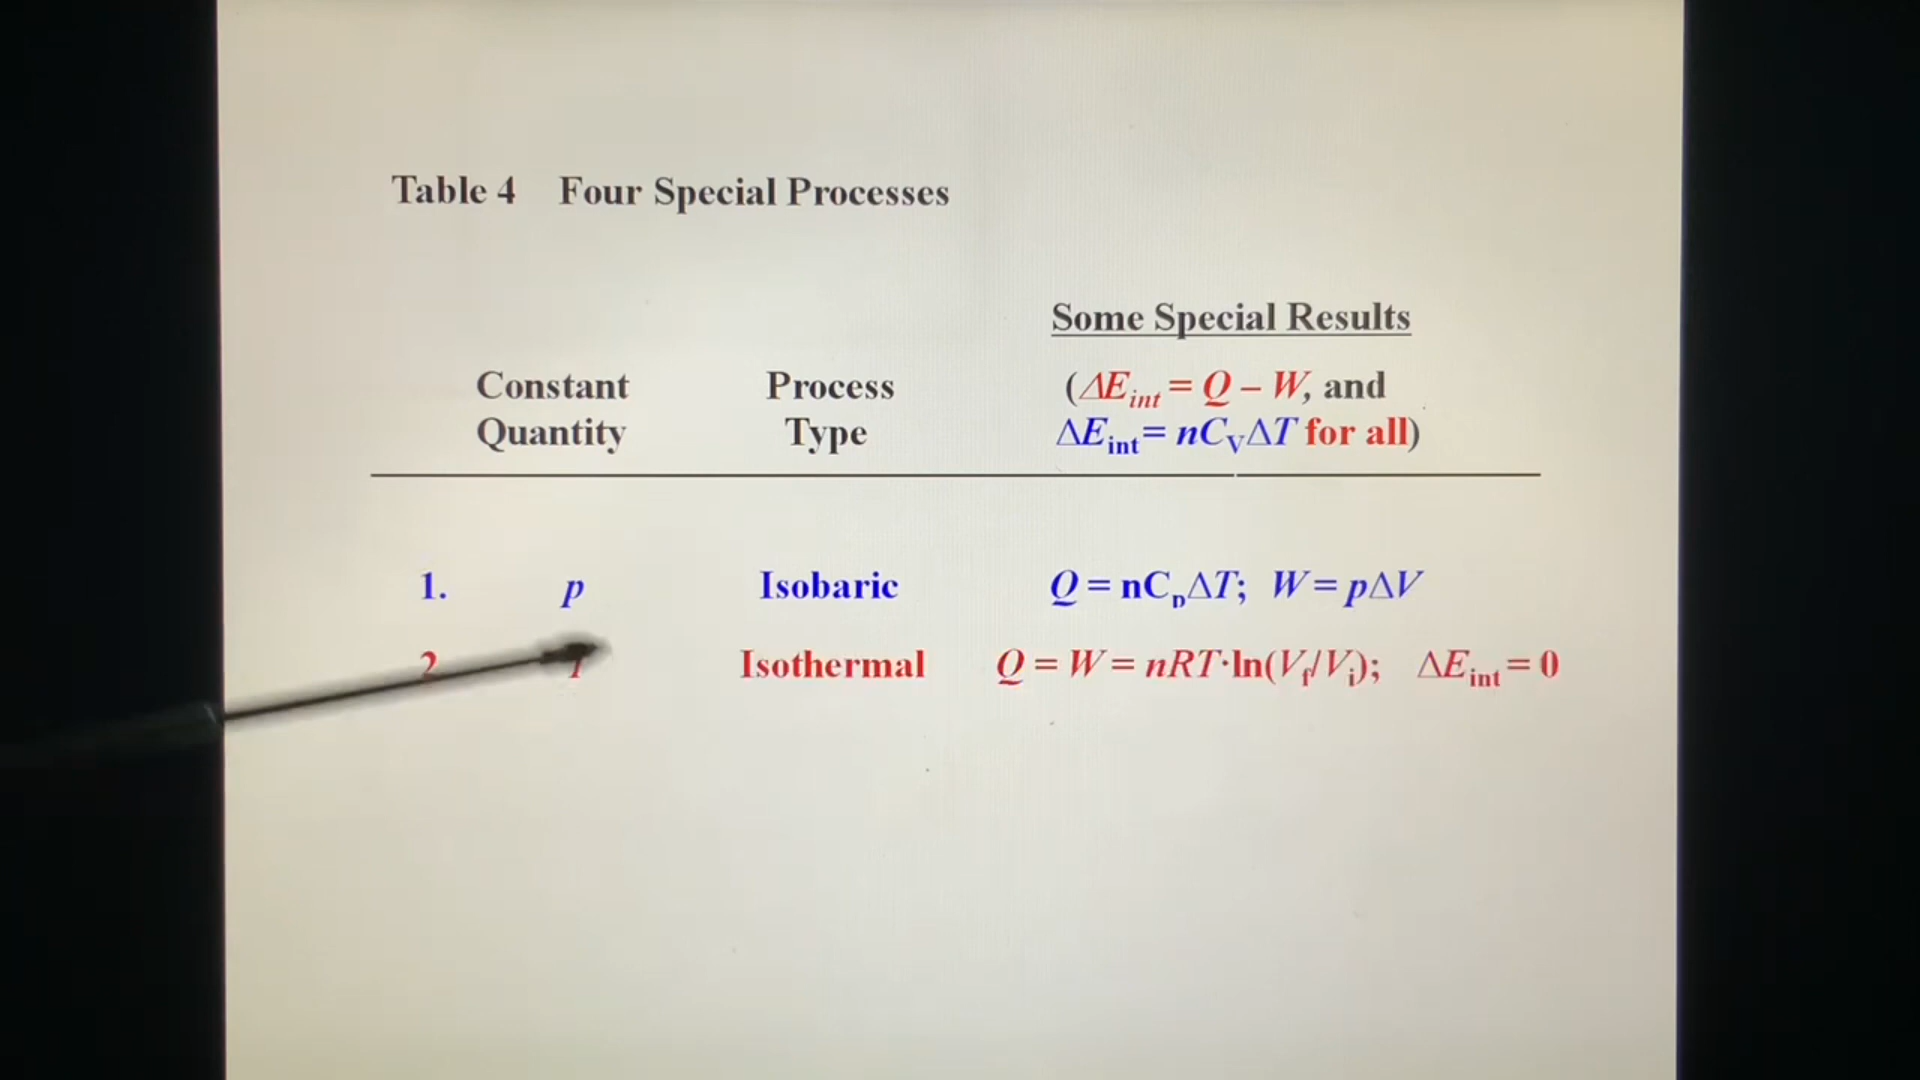 Table 4 Four Special Processes
Some Special Results
Constant Quantity
Process Type
(ΔE_int = Q – W, and
ΔE_int = nC_VΔT for all)
1. p Isobaric Q = nC_pΔT; W = pΔV
2 Isothermal Q = W = nRT·ln(V_f/V_i); ΔE_int = 0